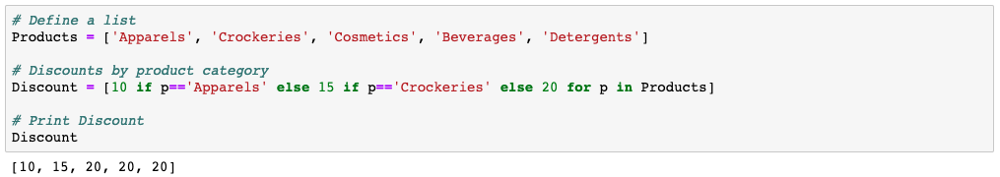 # Define a list
Products = ['Apparels', 'Crockeries', 'Cosmetics', 'Beverages', 'Detergents']
# Discounts by product category
Discount = [10 if p=='Apparels' else 15 if p=='Crockeries' else 20 for p in Products]
# Print Discount
Discount
[10, 15, 20, 20, 20]